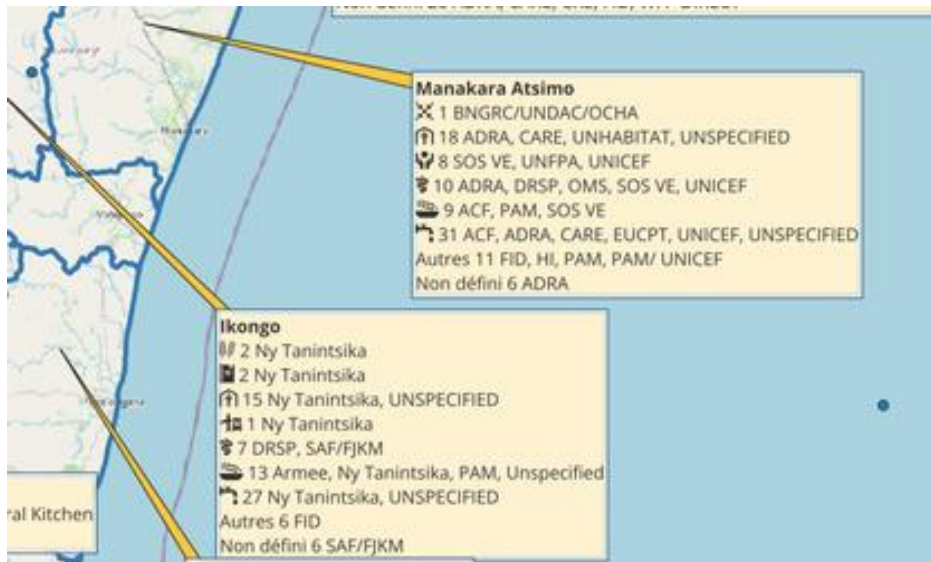 Manakara Atsimo
1 BNGRC/UNDAC/OCHA
18 ADRA, CARE, UNHABITAT, UNSPECIFIED
8 SOS VE, UNFPA, UNICEF
10 ADRA, DRSP, OMS, SOS VE, UNICEF
9 ACF, PAM, SOS VE
31 ACF, ADRA, CARE, EUCPT, UNICEF, UNSPECIFIED
Autres 11 FID, HI, PAM, PAM/ UNICEF
Non défini 6 ADRA
Ikongo
2 Ny Tanintsika
2 Ny Tanintsika
15 Ny Tanintsika, UNSPECIFIED
1 Ny Tanintsika
7 DRSP, SAF/FJKM
13 Armee, Ny Tanintsika, PAM, Unspecified
27 Ny Tanintsika, UNSPECIFIED
Autres 6 FID
Non défini 6 SAF/FJKM
ral Kitchen